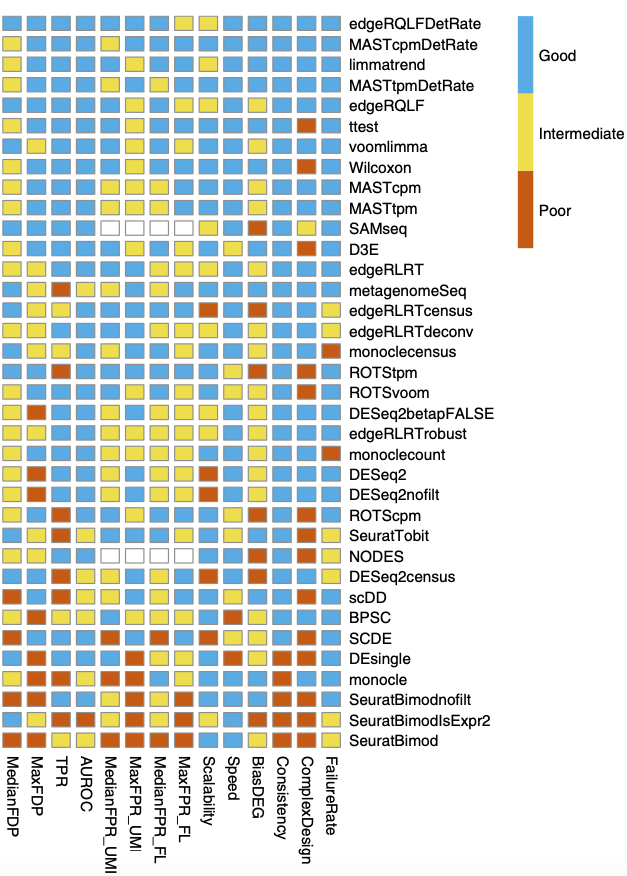 edgeRQLFDetRate
MASTcpmDetRate
limmatrend
MASTtpmDetRate
edgeRQLF
ttest
voomlimma
Wilcoxon
MASTcpm
MASTtpm
SAMseq
D3E
edgeRLRT
metagenomeSeq
edgeRLRTcensus
edgeRLRTdeconv
monoclecensus
ROTStpm
ROTSvoom
DESeq2betapFALSE
edgeRLRTrobust
monoclecount
DESeq2
DESeq2nofilt
ROTScpm
SeuratTobit
NODES
DESeq2census
scDD
BPSC
SCDE
DEsingle
monocle
SeuratBimodnofilt
SeuratBimodIsExpr2
SeuratBimod
Good
Intermediate
Poor
MedianFDP
MaxFDP
TPR
AUROC
MedianFPR_UMI
MaxFPR_UMI
MedianFPR_FL
MaxFPR_FL
Scalability
Speed
BiasDEG
Consistency
ComplexDesign
FailureRate